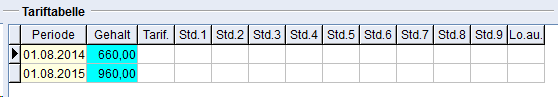 Tariftabelle
Periode Gehalt Tarif. Std.1 Std.2 Std.3 Std.4 Std.5 Std.6 Std.7 Std.8 Std.9 Lo.au.
01.08.2014 660,00
01.08.2015 960,00